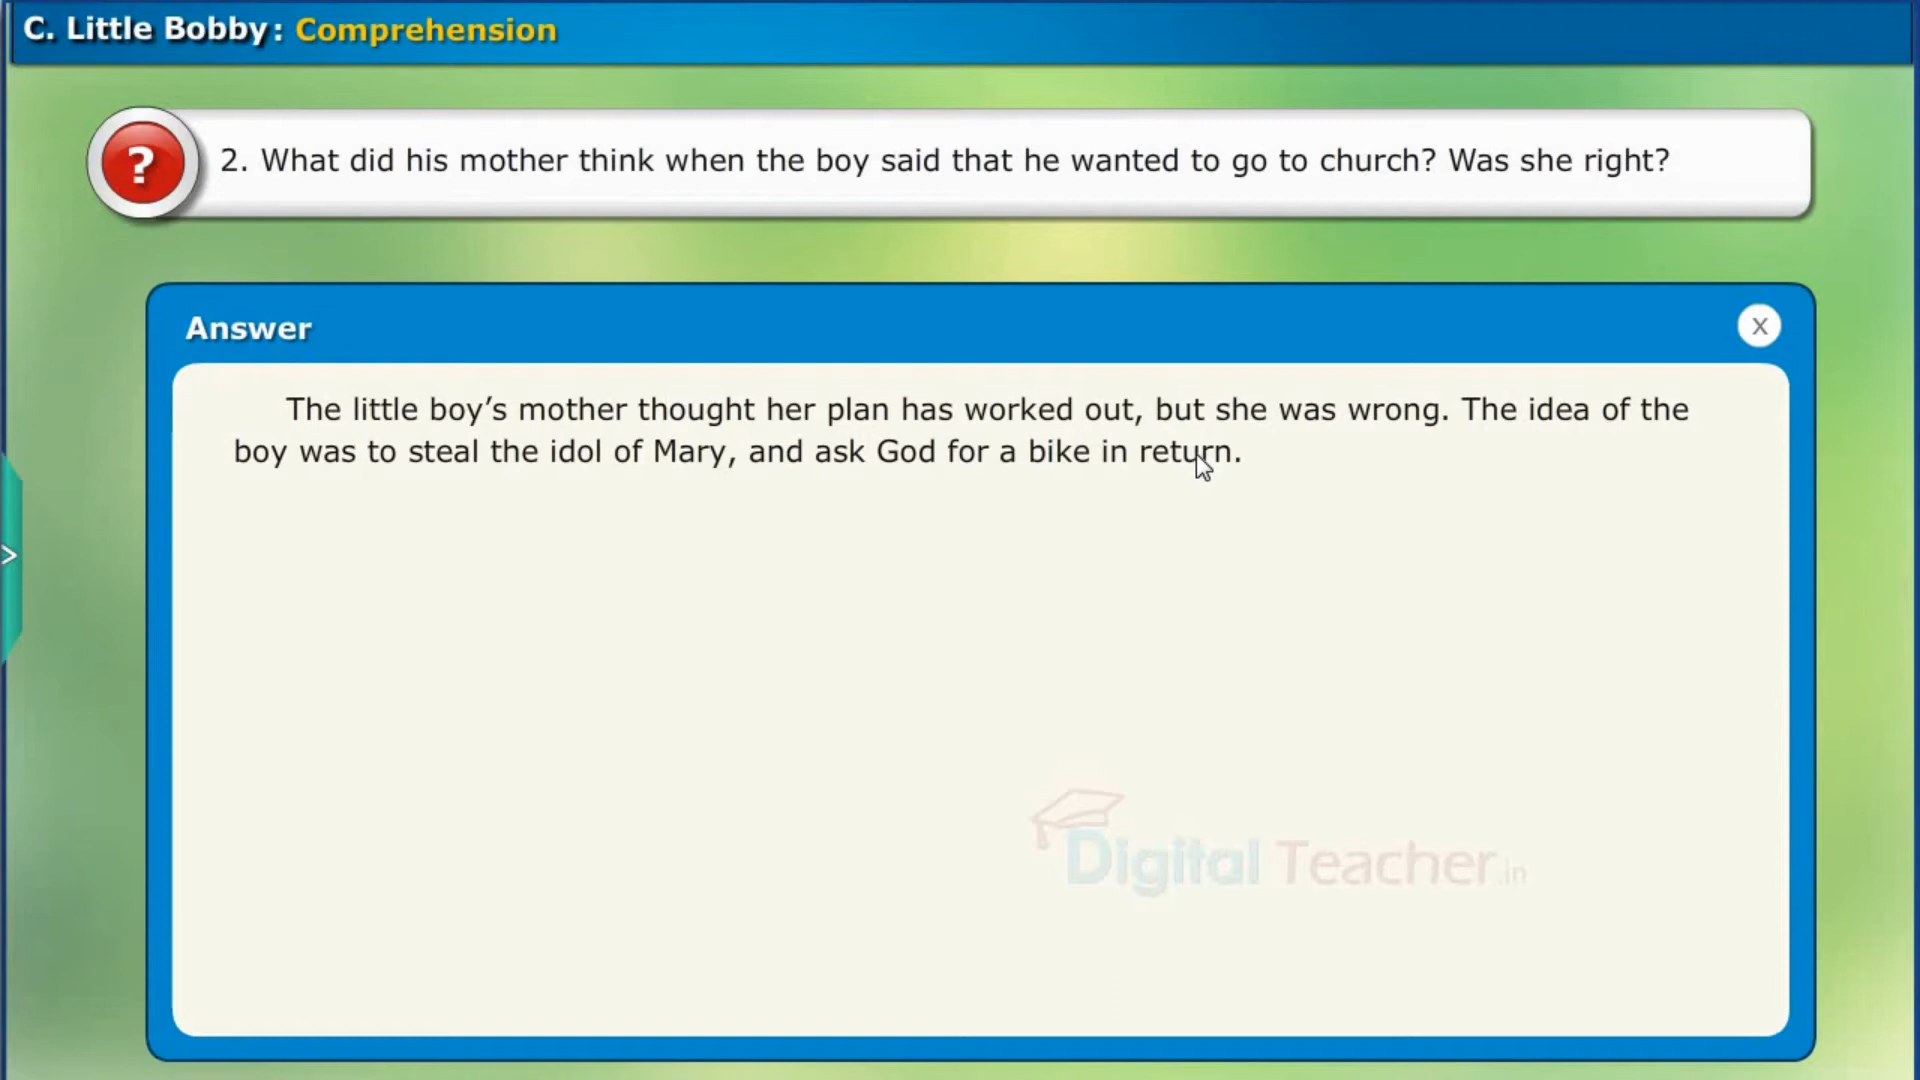 C. Little Bobby: Comprehension
?
2. What did his mother think when the boy said that he wanted to go to church? Was she right?
Answer
X
The little boy’s mother thought her plan has worked out, but she was wrong. The idea of the
boy was to steal the idol of Mary, and ask God for a bike in return.
>
Digital Teacher.in